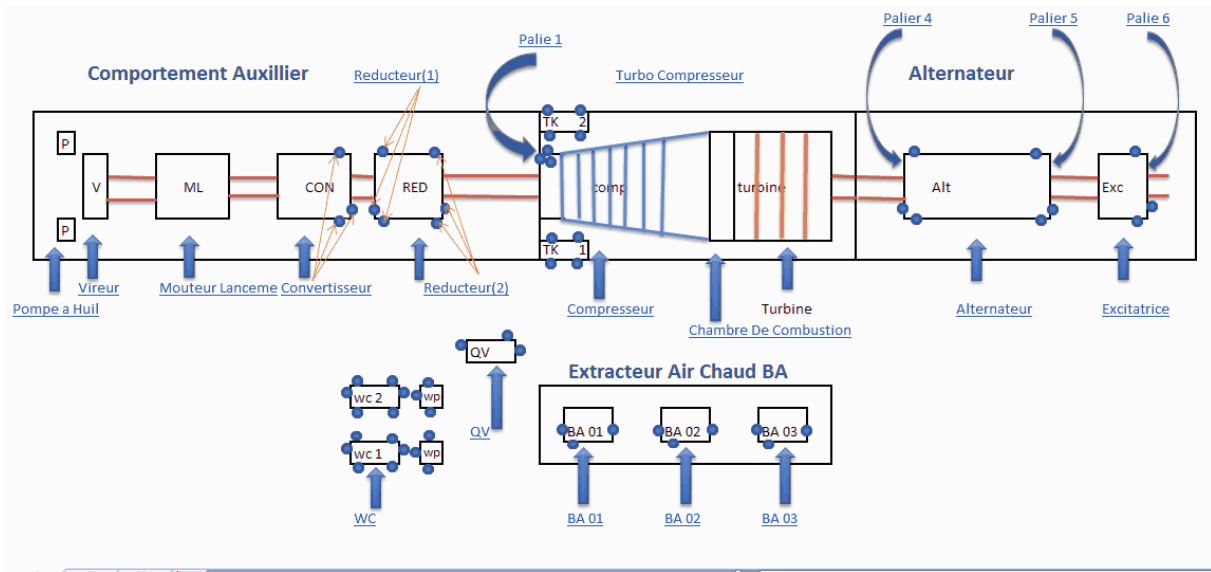 Palier 4
Palier 5
Palie 6
Palie 1
Comportement Auxillier
Reducteur(1)
Turbo Compresseur
Alternateur
TK 2
P
V
ML
CON
RED
comp
turbine
Alt
Exc
P
TK 1
Pompe a Huil
Vireur
Mouteur Lanceme
Convertisseur
Reducteur(2)
Compresseur
Chambre De Combustion
Turbine
Alternateur
Excitatrice
QV
Extracteur Air Chaud BA
wc 2
wp
QV
BA 01
BA 02
BA 03
wc 1
wp
WC
BA 01
BA 02
BA 03